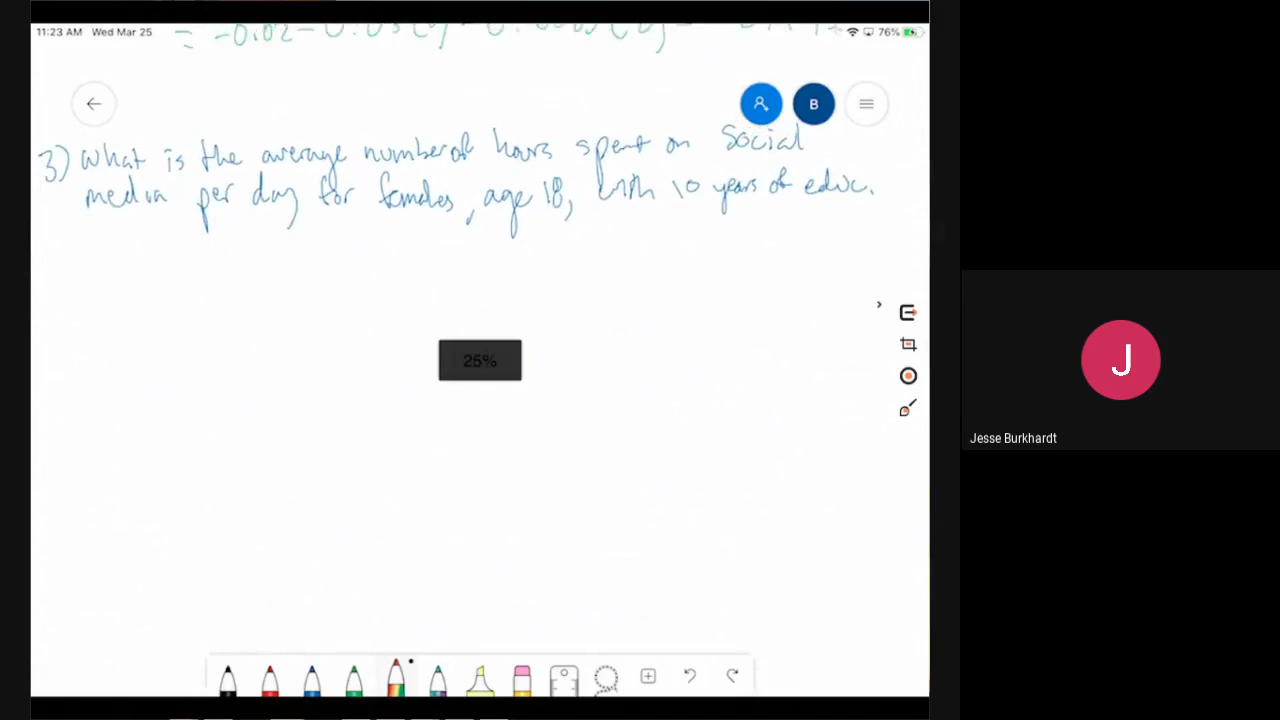 11:23 AM Wed Mar 25
76%
B
3) What is the average number of hours spent on Social
media per day for females, age 18, with 10 years of educ.
25%
J
Jesse Burkhardt